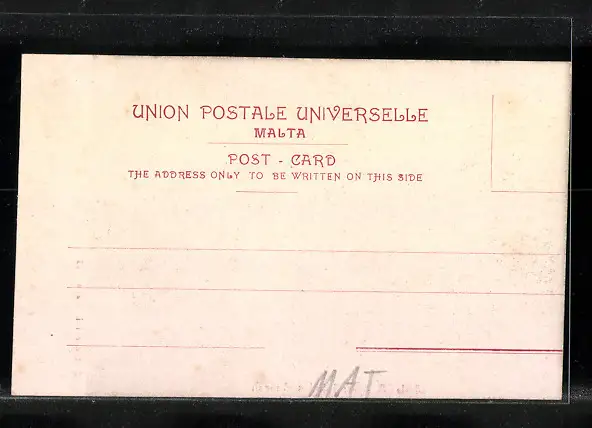 UNION POSTALE UNIVERSELLE
MALTA
POST - CARD
THE ADDRESS ONLY TO BE WRITTEN ON THIS SIDE
MAT